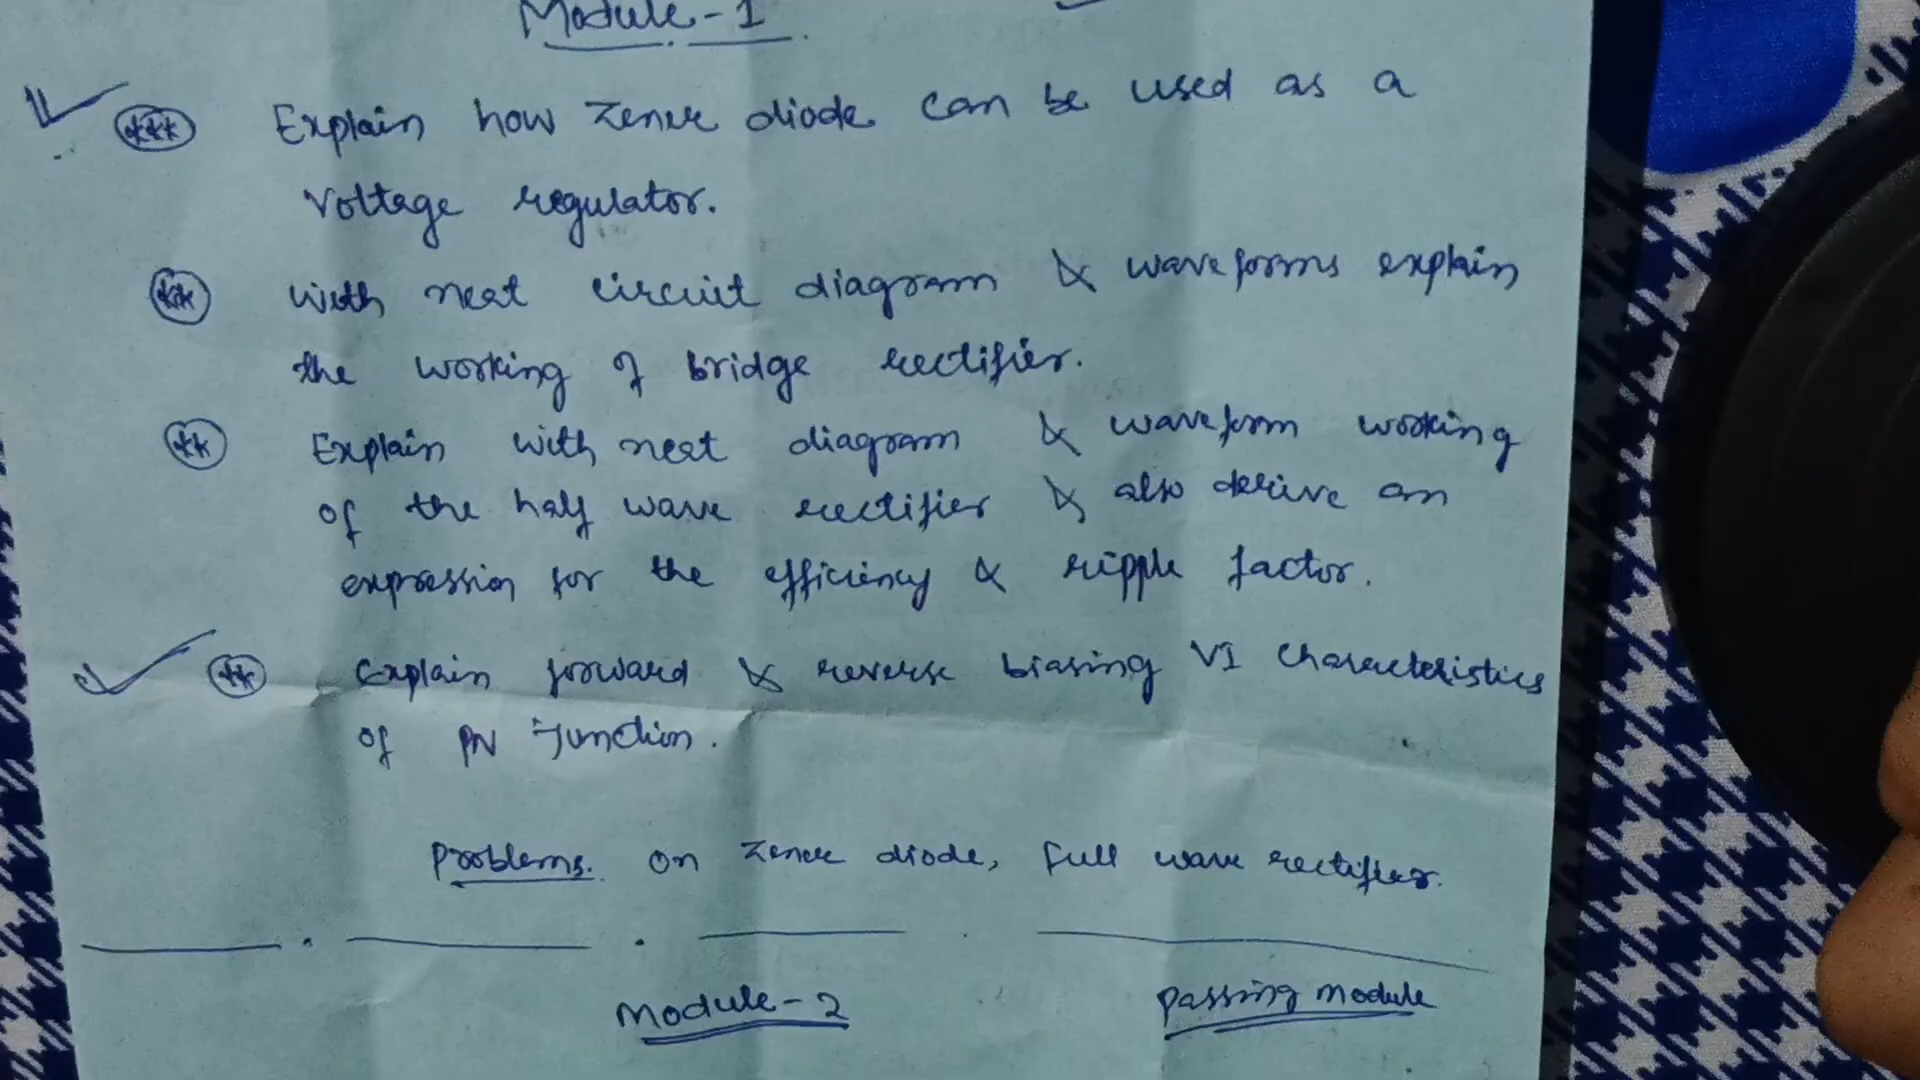 Module-1
*** Explain how zener diode can be used as a
voltage regulator.
** With neat circuit diagram & waveforms explain
the working of bridge rectifier.
** Explain with neat diagram & waveform working
of the half wave rectifier & also derive an
expression for the efficiency & ripple factor.
** Explain forward & reverse biasing VI characteristics
of PN Junction.
Problems. on zener diode, full wave rectifier.
Module-2
Passing module